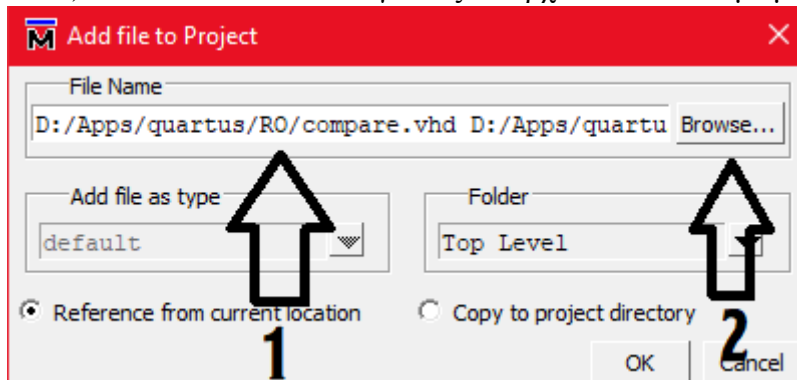 Add file to Project
File Name
D:/Apps/quartus/RO/compare.vhd D:/Apps/quartu Browse...
Add file as type Folder
default Top Level
Reference from current location Copy to project directory
1 2
OK Cancel